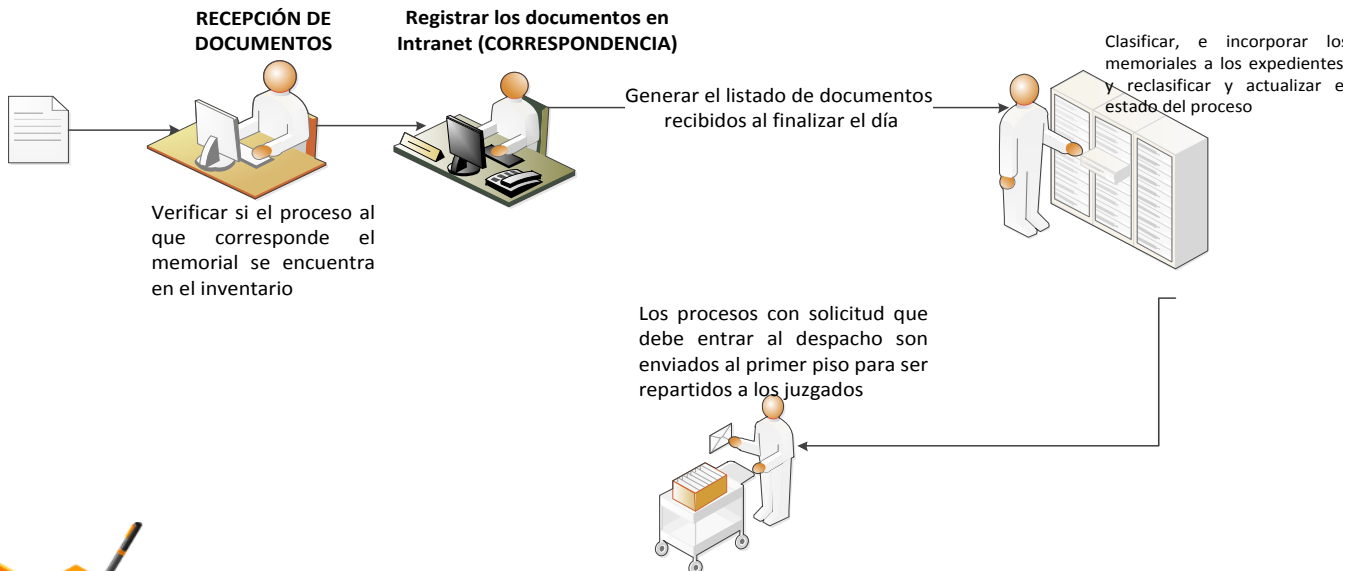 RECEPCIÓN DE
DOCUMENTOS
Registrar los documentos en
Intranet (CORRESPONDENCIA)
Verificar si el proceso al
que corresponde el
memorial se encuentra
en el inventario
Generar el listado de documentos
recibidos al finalizar el día
Clasificar, e incorporar los
memoriales a los expedientes
y reclasificar y actualizar e
estado del proceso
Los procesos con solicitud que
debe entrar al despacho son
enviados al primer piso para ser
repartidos a los juzgados